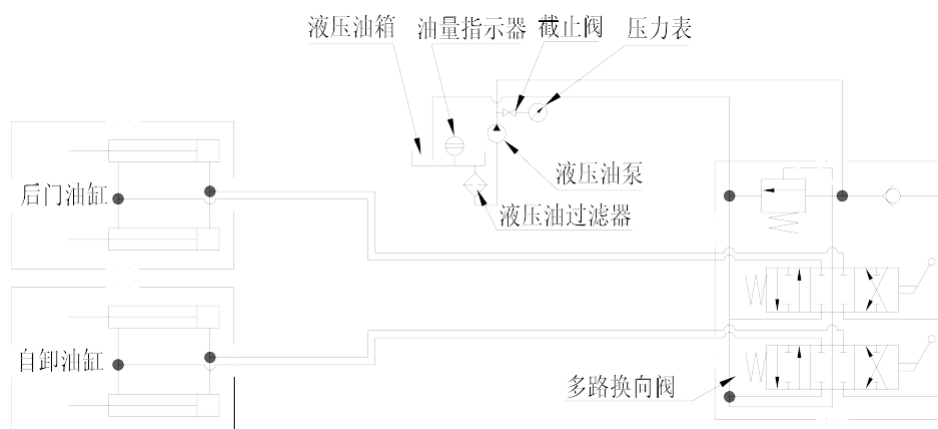 液压油箱
油量指示器
截止阀
压力表
液压油泵
液压油过滤器
后门油缸
自卸油缸
多路换向阀